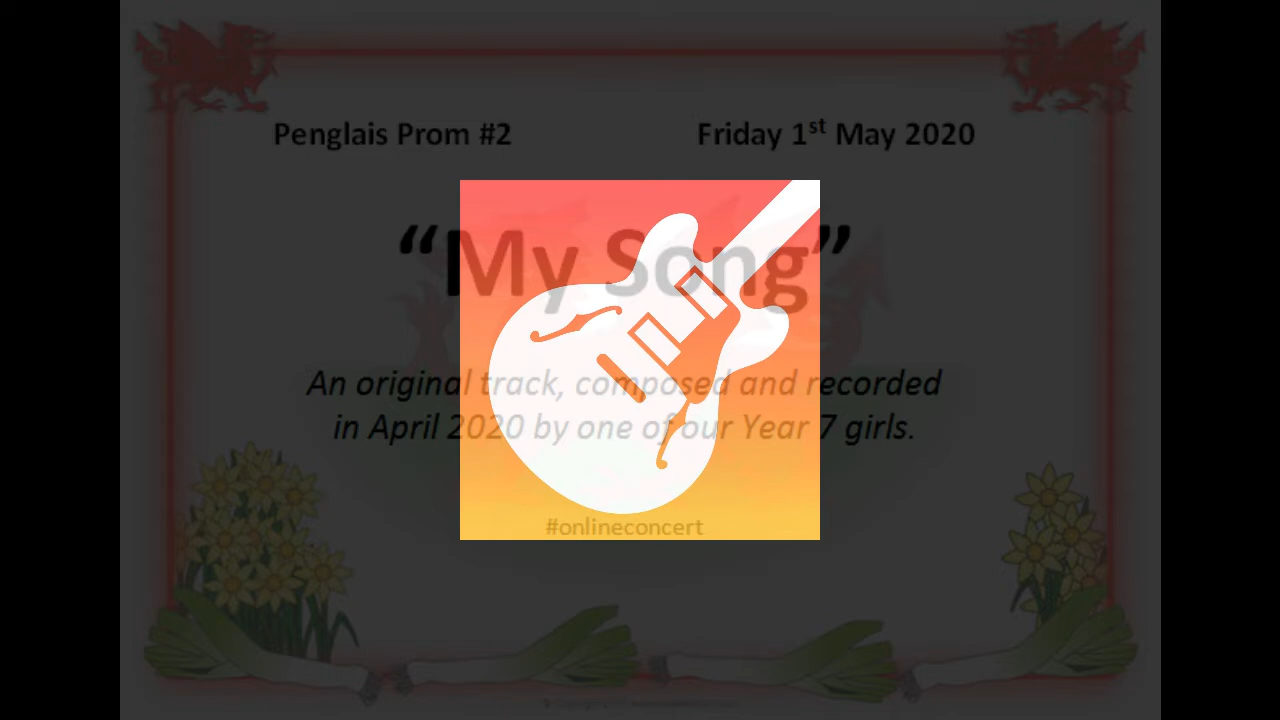 Penglais Prom #2 Friday 1st May 2020
“My Song”
An original track, composed and recorded
in April 2020 by one of our Year 7 girls.
#onlineconcert